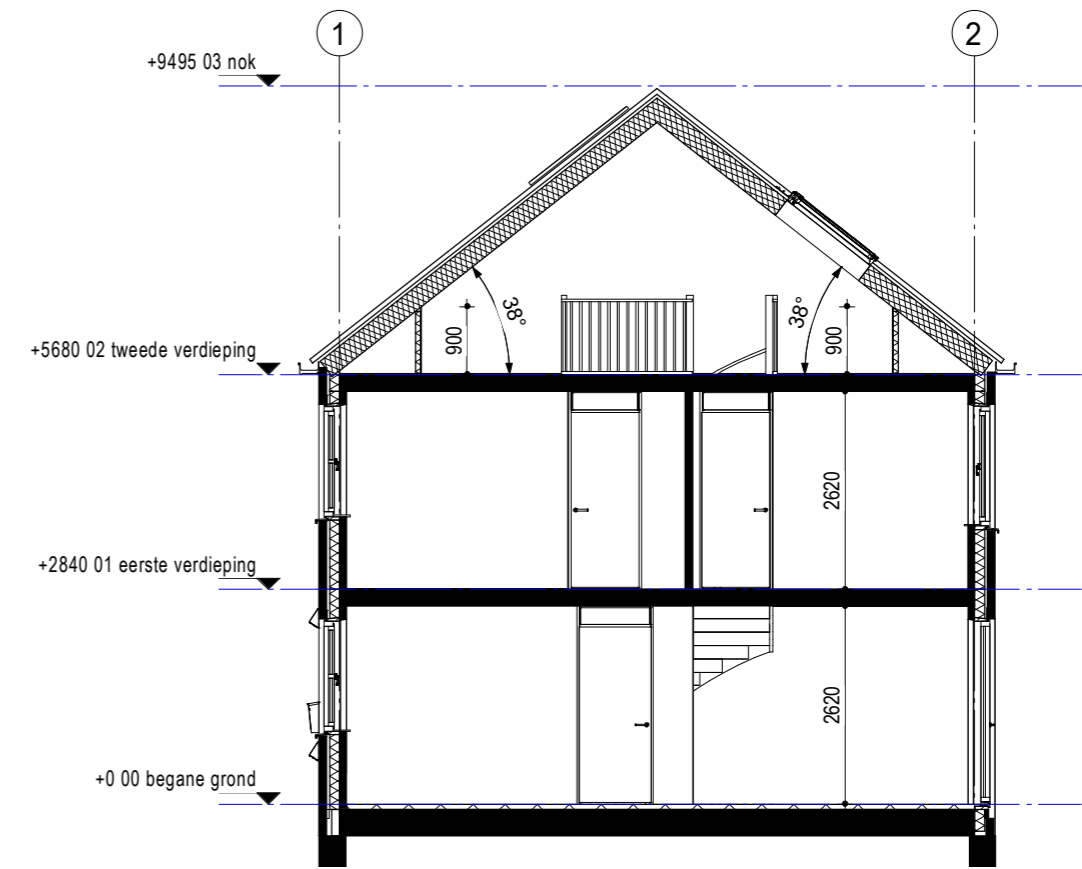 1
2
+9495 03 nok
38°
38°
900
900
+5680 02 tweede verdieping
2620
+2840 01 eerste verdieping
2620
+0 00 begane grond